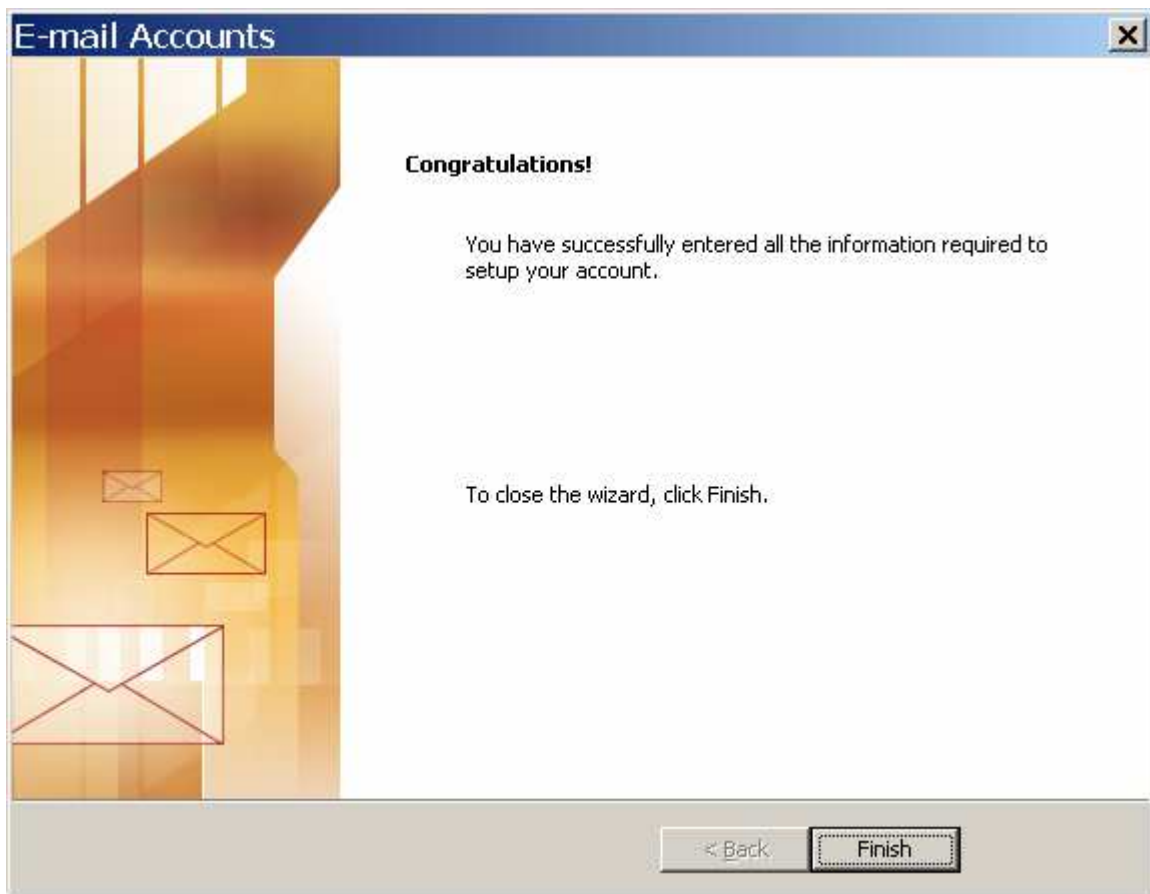 E-mail Accounts
Congratulations!
You have successfully entered all the information required to
setup your account.
To close the wizard, click Finish.
< Back
Finish